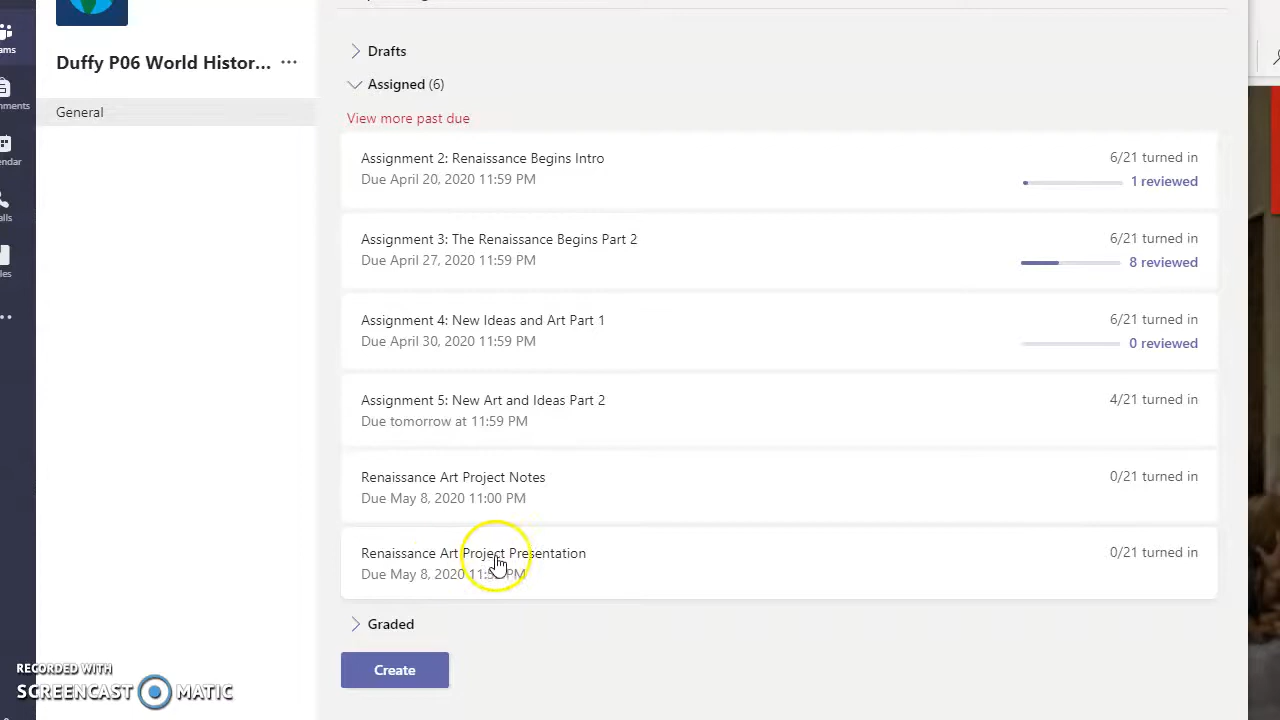 Duffy P06 World Histor... ...
General
Drafts
Assigned (6)
View more past due
Assignment 2: Renaissance Begins Intro
Due April 20, 2020 11:59 PM
6/21 turned in
1 reviewed
Assignment 3: The Renaissance Begins Part 2
Due April 27, 2020 11:59 PM
6/21 turned in
8 reviewed
Assignment 4: New Ideas and Art Part 1
Due April 30, 2020 11:59 PM
6/21 turned in
0 reviewed
Assignment 5: New Art and Ideas Part 2
Due tomorrow at 11:59 PM
4/21 turned in
Renaissance Art Project Notes
Due May 8, 2020 11:00 PM
0/21 turned in
Renaissance Art Project Presentation
Due May 8, 2020 PM
0/21 turned in
Graded
Create
RECORDED WITH
SCREENCAST MATIC